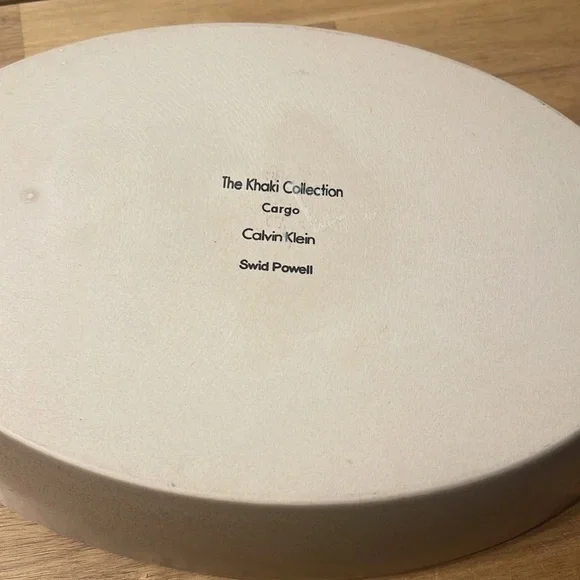 The Khaki Collection
Cargo
Calvin Klein
Swid Powell